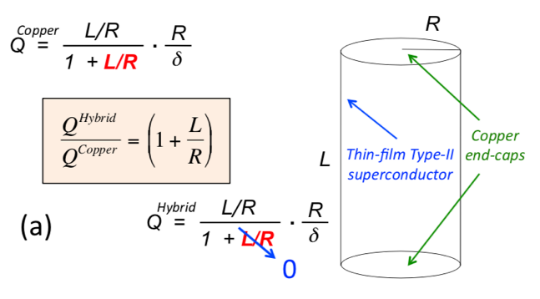 Q^Copper = L/R / 1 + L/R · R / δ
Q^Hybrid / Q^Copper = (1 + L / R)
(a)
Q^Hybrid = L/R / 1 + L/R · R / δ
0
R
L
Thin-film Type-II
superconductor
Copper
end-caps